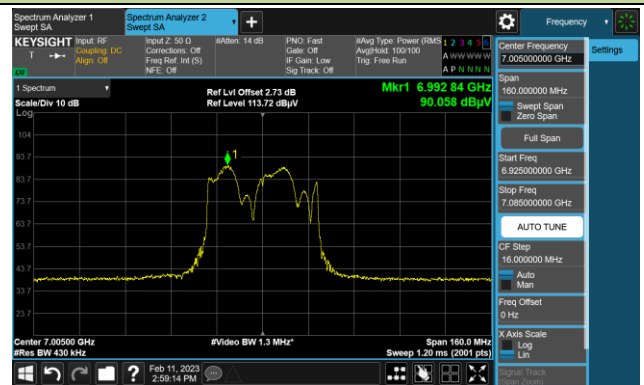 Spectrum Analyzer 1
Swept SA
Spectrum Analyzer 2
Swept SA
+
Frequency
KEYSIGHT
Input: RF
Coupling: DC
Align: Off
Input Z: 50 Ω
Corrections: Off
Freq Ref: Int (S)
NFE: Off
#Atten: 14 dB
PNO: Fast
Gate: Off
IF Gain: Low
Sig Track: Off
#Avg Type: Power (RMS
Avg|Hold: 100/100
Trig: Free Run
1 2 3 4 5 6
A W W W W W
A P N N N N
1 Spectrum
Scale/Div 10 dB
Log
Ref Lvl Offset 2.73 dB
Ref Level 113.72 dBµV
Mkr1 6.992 84 GHz
90.058 dBµV
1
104
93.7
83.7
73.7
63.7
53.7
43.7
33.7
23.7
Center 7.00500 GHz
#Res BW 430 kHz
#Video BW 1.3 MHz*
Span 160.0 MHz
Sweep 1.20 ms (2001 pts)
Feb 11, 2023
2:59:14 PM
Center Frequency
7.005000000 GHz
Settings
Span
160.000000 MHz
Swept Span
Zero Span
Full Span
Start Freq
6.925000000 GHz
Stop Freq
7.085000000 GHz
AUTO TUNE
CF Step
16.000000 MHz
Auto
Man
Freq Offset
0 Hz
X Axis Scale
Log
Lin
Signal Track
(Span Zoom)